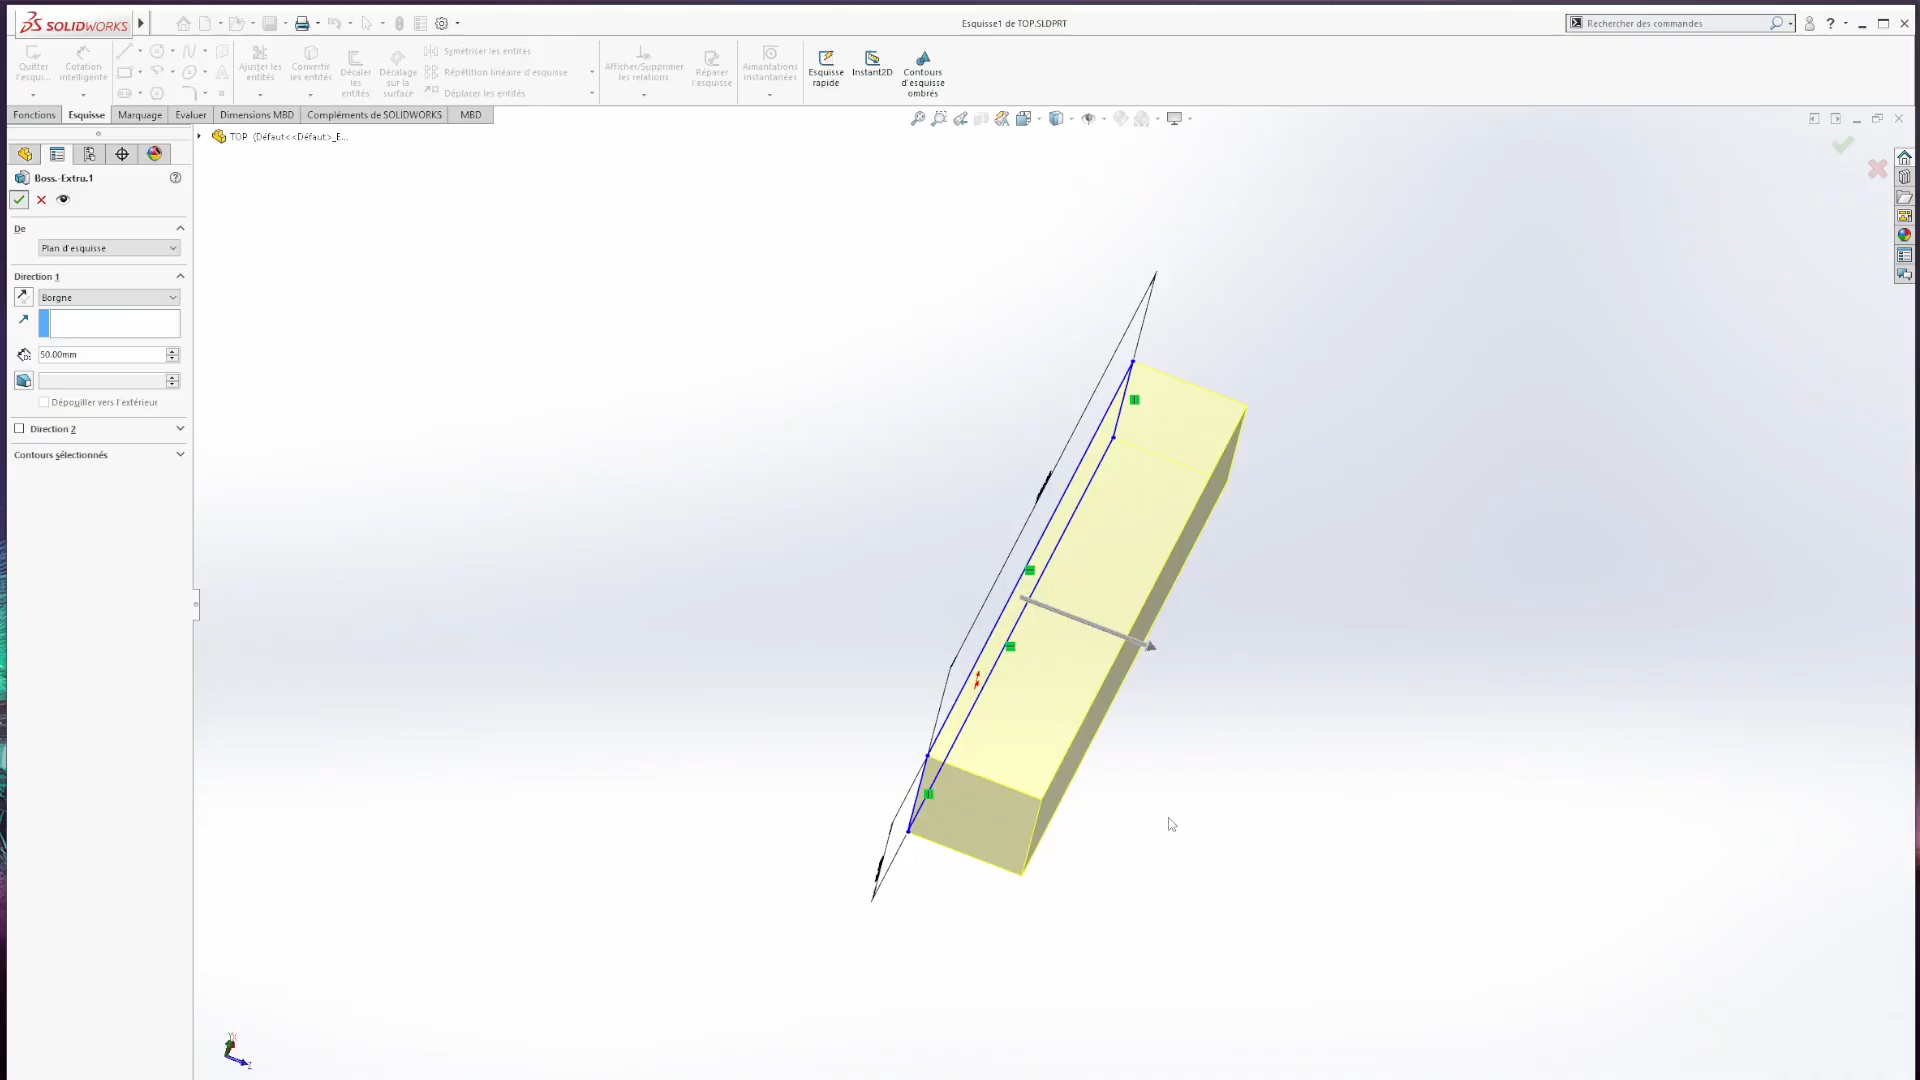 SOLIDWORKS
Esquisse1 de TOP.SLDPRT
Rechercher des commandes
?
Quitter l'esqui...
Cotation intelligente
Ajuster les entités
Convertir les entités
Décaler les entités
Décalage sur la surface
Symétriser les entités
Répétition linéaire d'esquisse
Déplacer les entités
Afficher/Supprimer les relations
Réparer l'esquisse
Aimantations instantanées
Esquisse rapide
Instant2D
Contours d'esquisse ombrés
Fonctions
Esquisse
Marquage
Evaluer
Dimensions MBD
Compléments de SOLIDWORKS
MBD
TOP (Défaut<<Défaut>_E...
Boss.-Extru.1
De
Plan d'esquisse
Direction 1
Borgne
50.00mm
Dépouiller vers l'extérieur
Direction 2
Contours sélectionnés